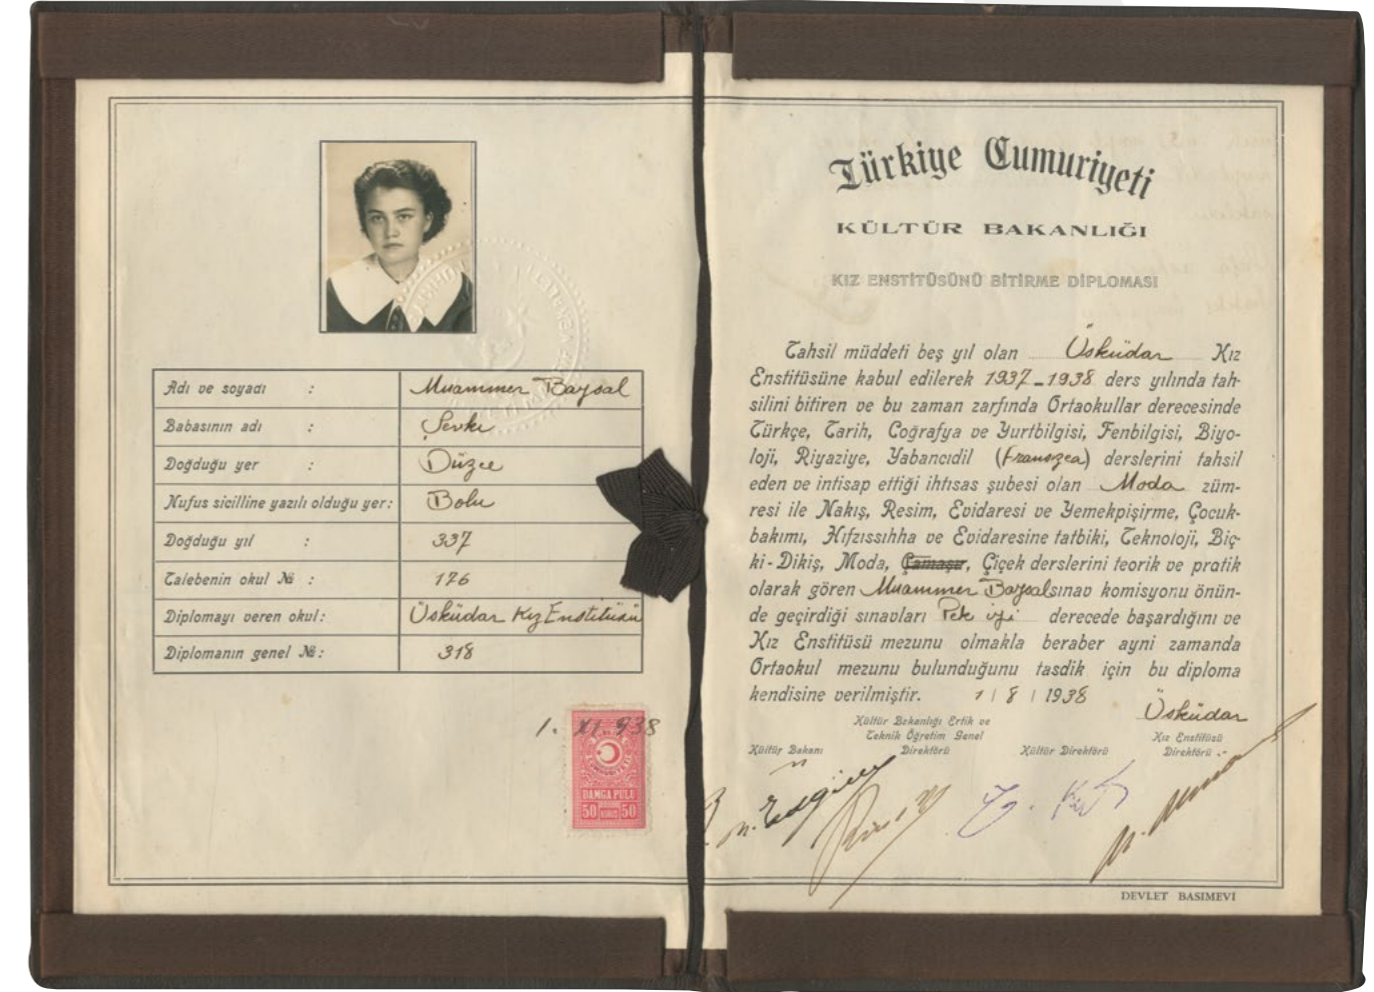 Adı ve soyadı : Muammer Baysal
Babasının adı : Şevki
Doğduğu yer : Düzce
Nufus sicilline yazılı olduğu yer: Bolu
Doğduğu yıl : 337
Talebenin okul № : 176
Diplomayı veren okul: Üsküdar Kız Enstitüsü
Diplomanın genel №: 318
1. XI 938
DAMGA PULU
50 KURUŞ 50
Türkiye Cumuriyeti
KÜLTÜR BAKANLIĞI
KIZ ENSTİTÜSÜNÜ BİTİRME DİPLOMASI
Tahsil müddeti beş yıl olan Üsküdar Kız
Enstitüsüne kabul edilerek 1937-1938 ders yılında tah-
silini bitiren ve bu zaman zarfında Ortaokullar derecesinde
Türkçe, Tarih, Coğrafya ve Yurtbilgisi, Fenbilgisi, Biyo-
loji, Riyaziye, Yabancıdil (Fransızca) derslerini tahsil
eden ve intisap ettiği ihtısas şubesi olan Moda züm-
resi ile Nakış, Resim, Evidaresi ve Yemekpişirme, Çocuk-
bakımı, Hıfzıssıhha ve Evidaresine tatbiki, Teknoloji, Biç-
ki-Dikiş, Moda, Çamaşır, Çiçek derslerini teorik ve pratik
olarak gören Muammer Baysal sınav komisyonu önün-
de geçirdiği sınavları Pek iyi derecede başardığını ve
Kız Enstitüsü mezunu olmakla beraber ayni zamanda
Ortaokul mezunu bulunduğunu tasdik için bu diploma
kendisine verilmiştir. 1 / 8 / 1938
Üsküdar
Kültür Bakanı
Kültür Bakanlığı Ertik ve
Teknik Öğretim Genel
Direktörü
Kültür Direktörü
Kız Enstitüsü
Direktörü .-
DEVLET BASIMEVİ